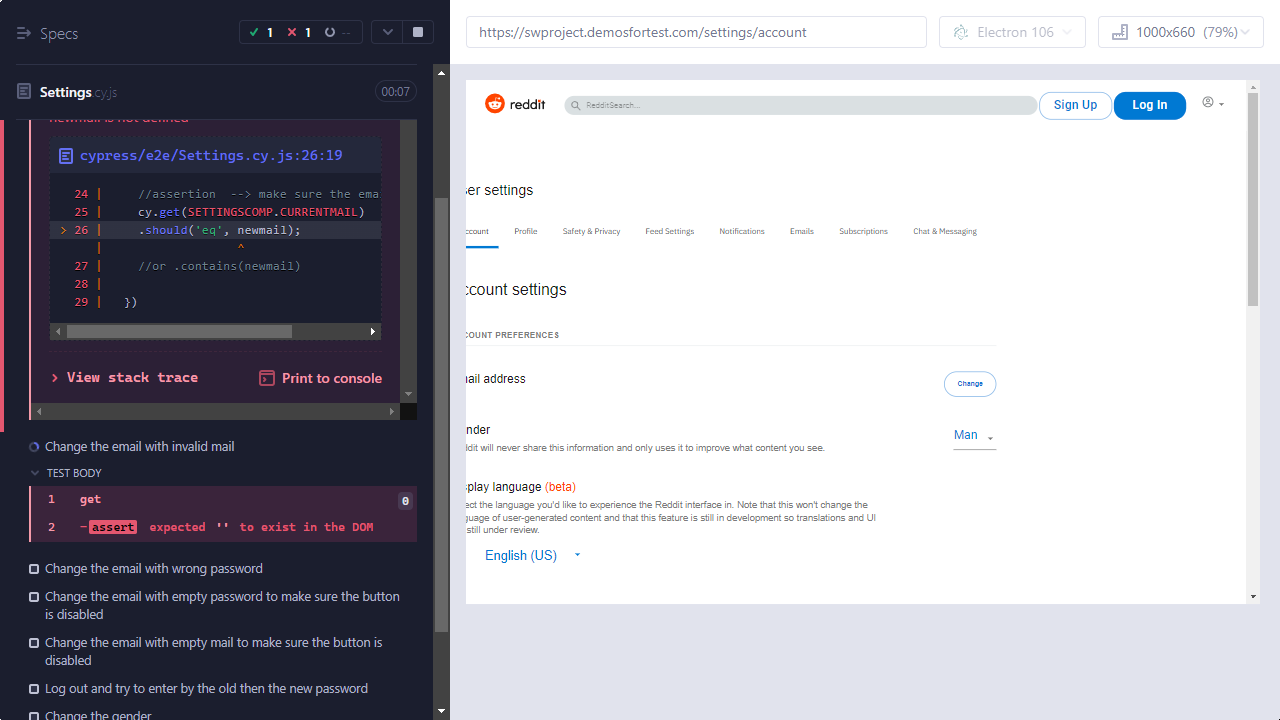 Specs
1
1
--
https://swproject.demosfortest.com/settings/account
Electron 106
1000x660 (79%)
Settings.cy.js
00:07
newmail is not defined
cypress/e2e/Settings.cy.js:26:19
24 | //assertion --> make sure the ema
25 | cy.get(SETTINGSCOMP.CURRENTMAIL)
> 26 | .should('eq', newmail);
| ^
27 | //or .contains(newmail)
28 |
29 | })
> View stack trace
Print to console
Change the email with invalid mail
TEST BODY
1 get 0
2 -assert expected '' to exist in the DOM
Change the email with wrong password
Change the email with empty password to make sure the button
is disabled
Change the email with empty mail to make sure the button is
disabled
Log out and try to enter by the old then the new password
Change the gender
reddit
RedditSearch...
Sign Up
Log In
ser settings
ccount
Profile
Safety & Privacy
Feed Settings
Notifications
Emails
Subscriptions
Chat & Messaging
ccount settings
COUNT PREFERENCES
ail address
Change
nder
ddit will never share this information and only uses it to improve what content you see.
Man
splay language (beta)
ect the language you'd like to experience the Reddit interface in. Note that this won't change the
guage of user-generated content and that this feature is still in development so translations and UI
still under review.
English (US)